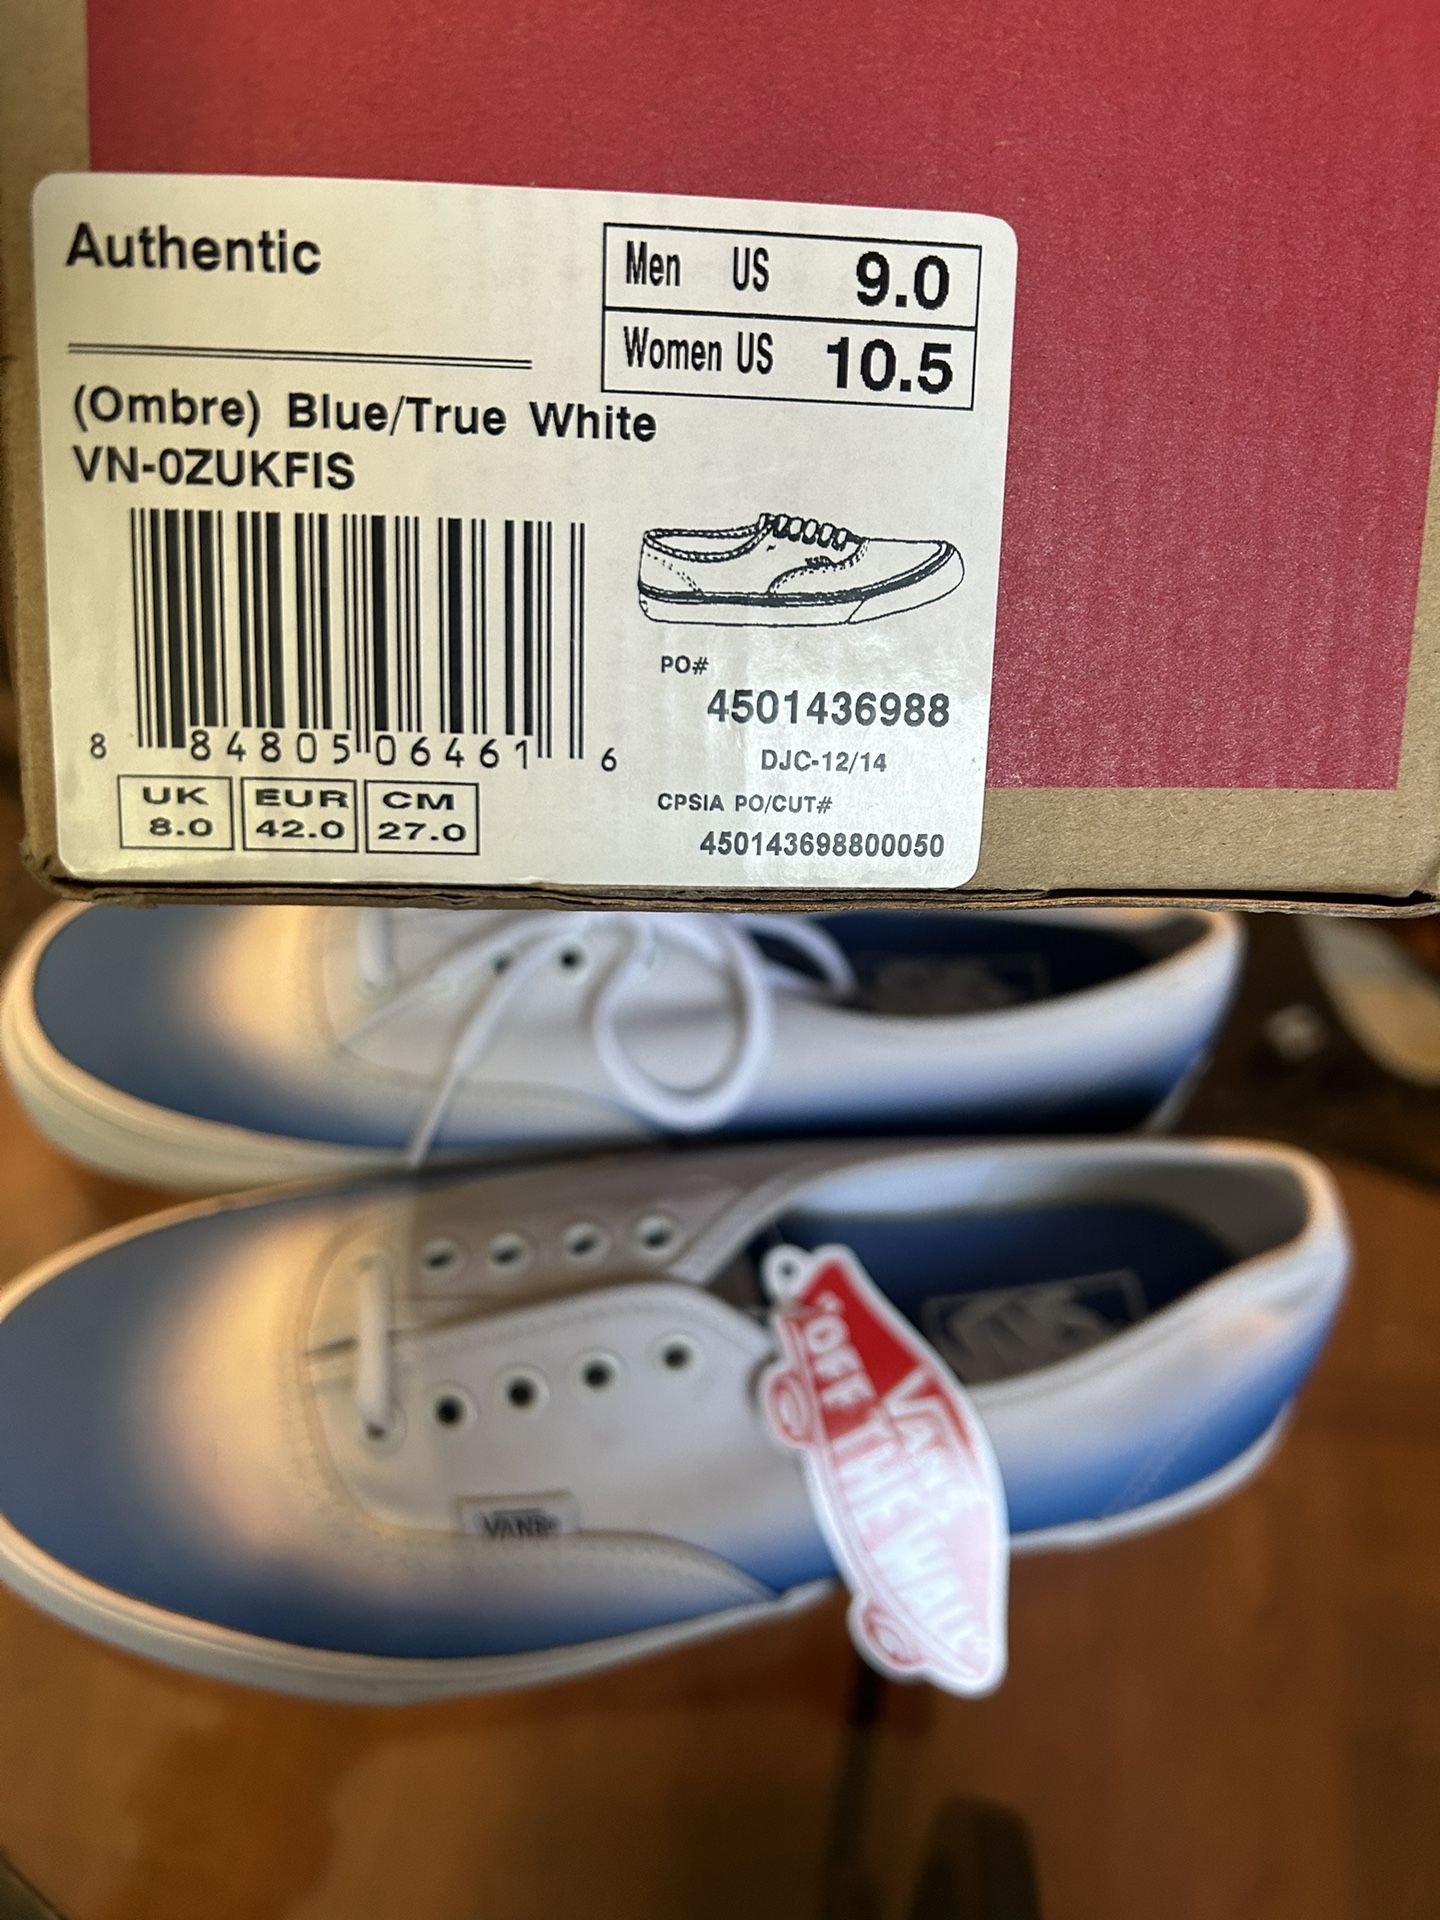 Authentic
Men US 9.0
Women US 10.5
(Ombre) Blue/True White
VN-0ZUKFIS
8 84805 06461 6
PO#
4501436988
DJC-12/14
CPSIA PO/CUT#
450143698800050
UK
8.0
EUR
42.0
CM
27.0
VANS
VANS
"OFF THE WALL"